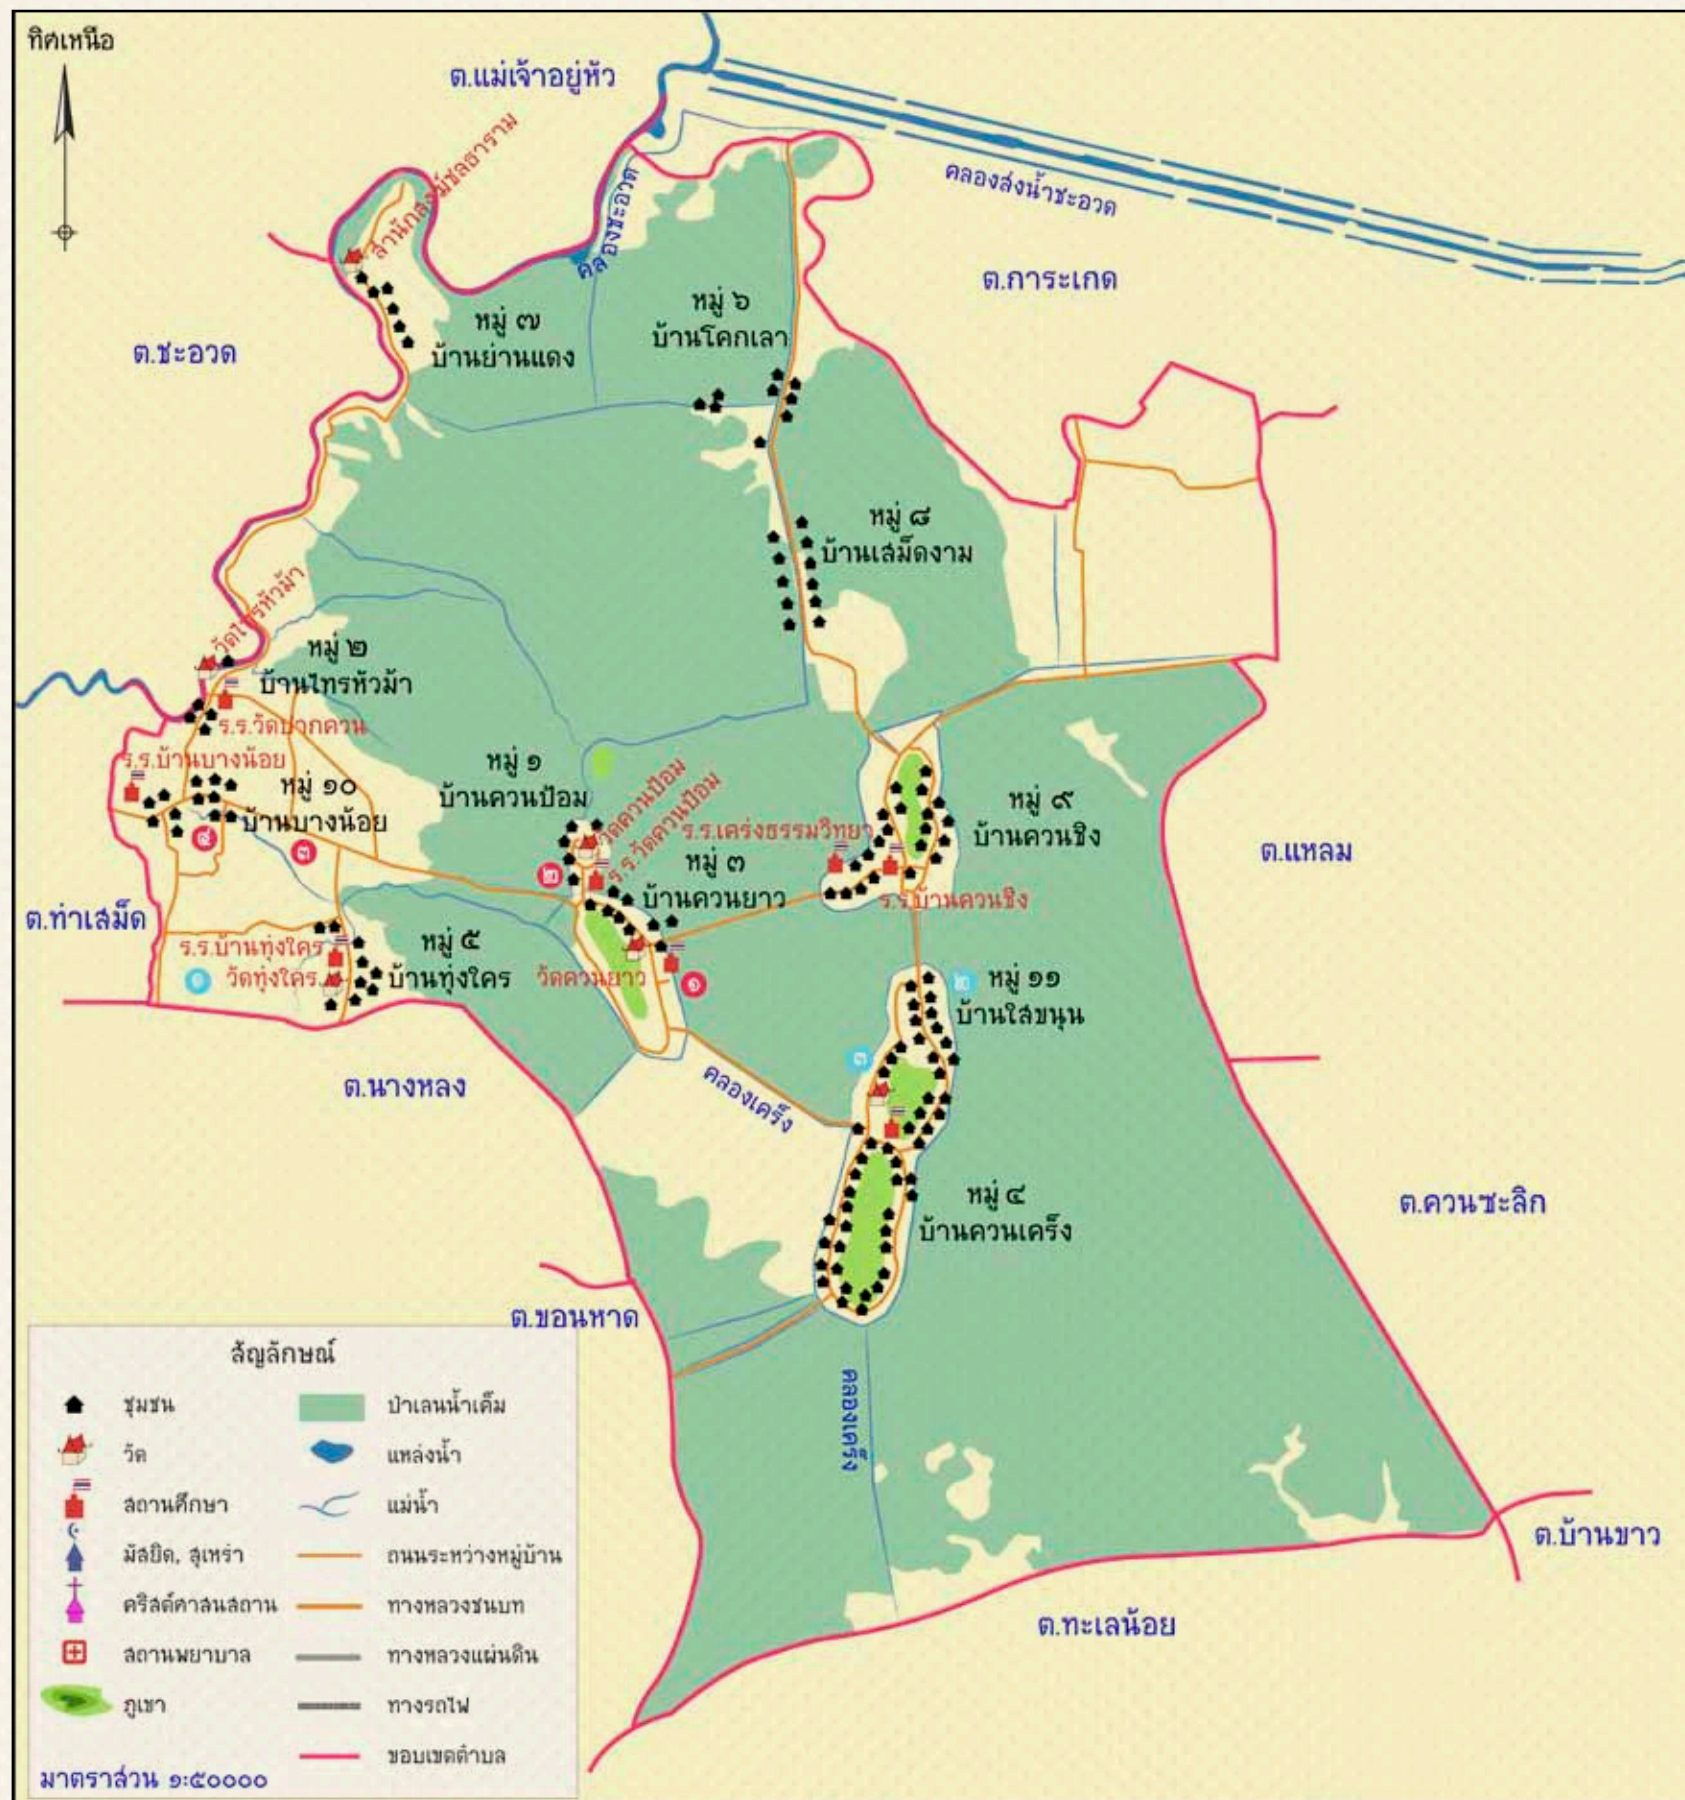 ทิศเหนือ
ต.แม่เจ้าอยู่หัว
สำนักสงฆ์ชลธาราม
คลองชะอวด
คลองส่งน้ำชะอวด
ต.การะเกด
หมู่ ๖
บ้านโคกเลา
หมู่ ๗
บ้านย่านแดง
ต.ชะอวด
หมู่ ๘
บ้านเสม็ดงาม
วัดไทรหัวม้า
หมู่ ๒
บ้านไทรหัวม้า
ร.ร.วัดปากควน
ร.ร.บ้านบางน้อย
หมู่ ๑๐
บ้านบางน้อย
หมู่ ๑
บ้านควนป้อม
วัดควนป้อม
ร.ร.วัดควนป้อม
ร.ร.เคร่งธรรมวิทยา
หมู่ ๙
บ้านควนชิง
๔
๓
๒
หมู่ ๓
บ้านควนยาว
ต.แหลม
ร.ร.บ้านควนชิง
ต.ท่าเสม็ด
ร.ร.บ้านทุ่งใคร
วัดทุ่งใคร
๑
หมู่ ๕
บ้านทุ่งใคร
วัดควนยาว
๑
๒
หมู่ ๑๑
บ้านไสขนุน
๓
ต.นางหลง
คลองเคร็ง
หมู่ ๔
บ้านควนเคร็ง
ต.ควนชะลิก
ต.ขอนหาด
คลองเคร็ง
ต.บ้านขาว
ต.ทะเลน้อย
สัญลักษณ์
ชุมชน
ป่าเลนน้ำเค็ม
วัด
แหล่งน้ำ
สถานศึกษา
แม่น้ำ
มัสยิด, สุเหร่า
ถนนระหว่างหมู่บ้าน
คริสต์ศาสนสถาน
ทางหลวงชนบท
สถานพยาบาล
ทางหลวงแผ่นดิน
ภูเขา
ทางรถไฟ
ขอบเขตตำบล
มาตราส่วน ๑:๕๐๐๐๐